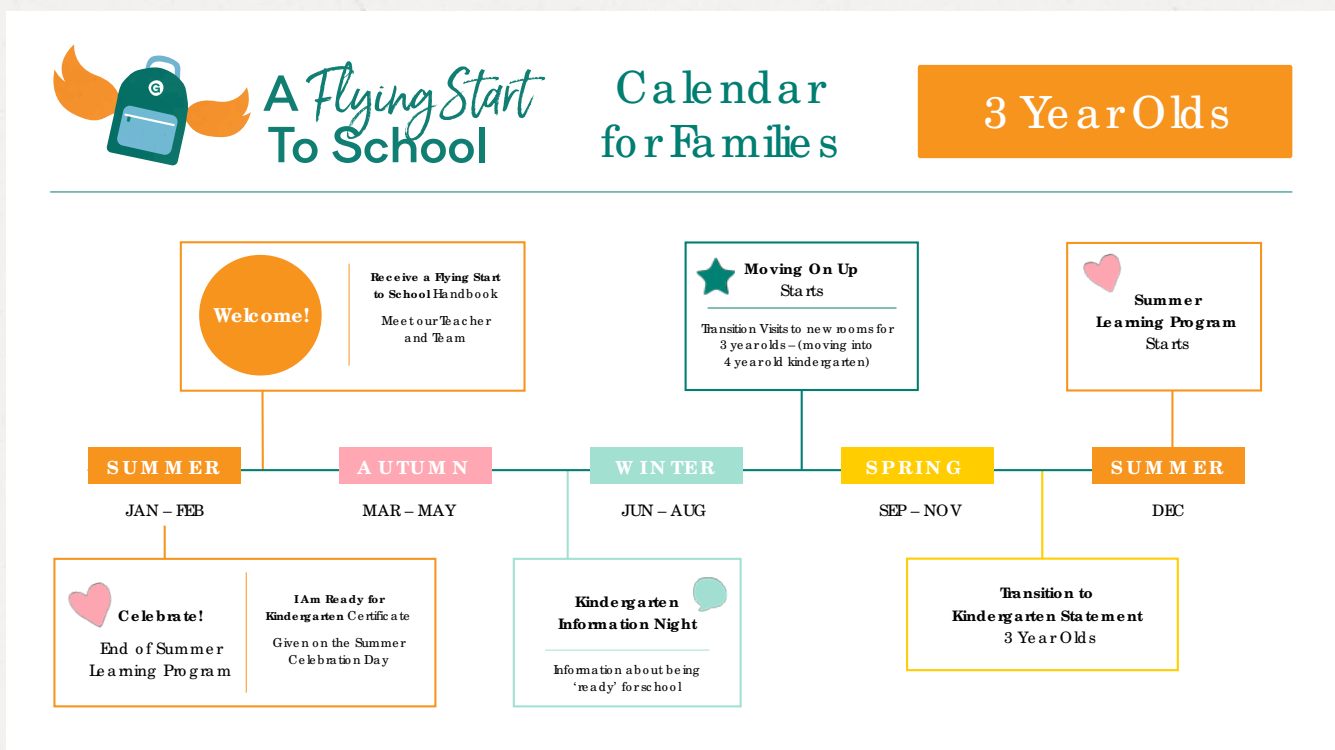 G
A Flying Start
To School
Calendar
for Families
3 Year Olds
Welcome!
Receive a Flying Start
to School Handbook
Meet our Teacher
and Team
Moving On Up
Starts
Transition Visits to new rooms for
3 year olds – (moving into
4 year old kindergarten)
Summer
Learning Program
Starts
SUMMER
AUTUMN
WINTER
SPRING
SUMMER
JAN – FEB
MAR – MAY
JUN – AUG
SEP – NOV
DEC
Celebrate!
End of Summer
Learning Program
I Am Ready for
Kindergarten Certificate
Given on the Summer
Celebration Day
Kindergarten
Information Night
Information about being
‘ready’ for school
Transition to
Kindergarten Statement
3 Year Olds